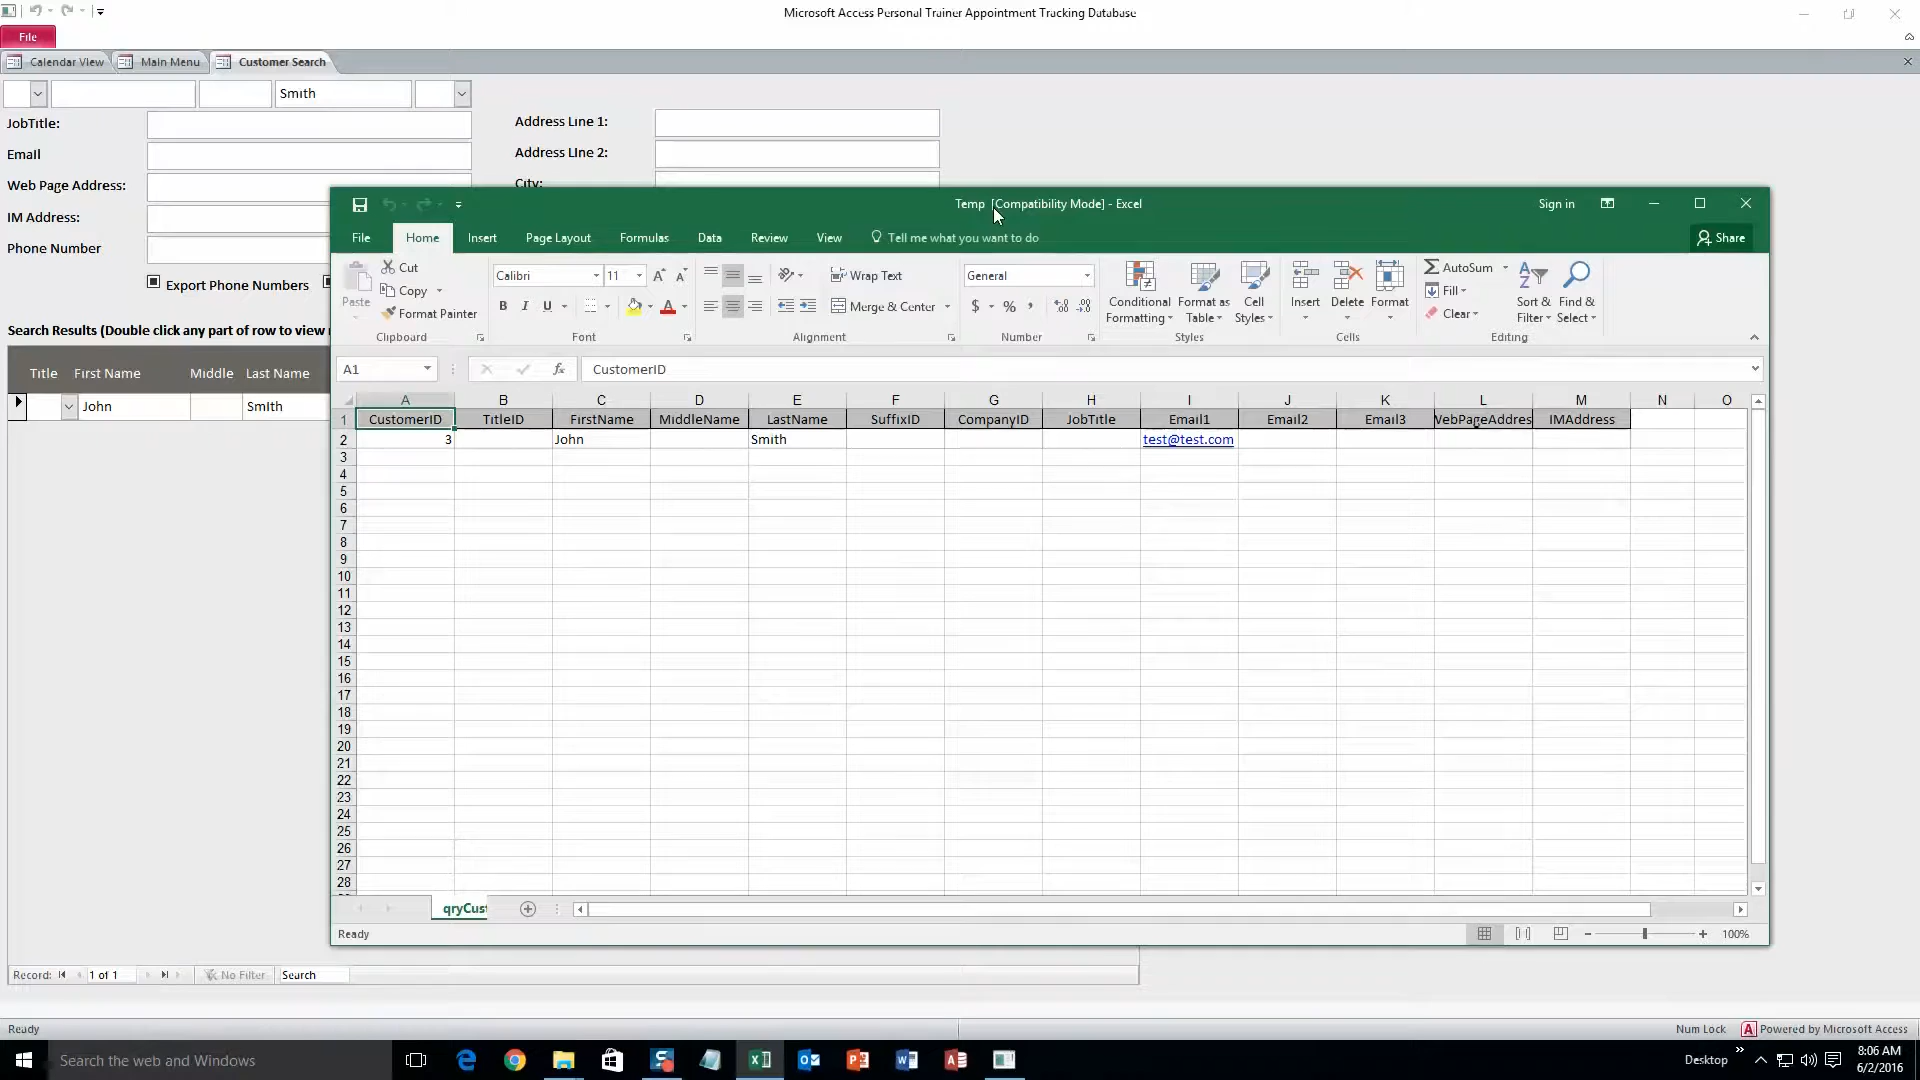 Microsoft Access Personal Trainer Appointment Tracking Database
File
Calendar View
Main Menu
Customer Search
Smith
JobTitle:
Address Line 1:
Email
Address Line 2:
Web Page Address:
City:
IM Address:
Phone Number
Export Phone Numbers
Search Results (Double click any part of row to view
Title First Name Middle Last Name
John Smith
Record: 1 of 1 No Filter Search
Temp [Compatibility Mode] - Excel
Sign in
File Home Insert Page Layout Formulas Data Review View Tell me what you want to do Share
Paste
Cut
Copy
Format Painter
Clipboard
Calibri 11
B I U
Font
Wrap Text
Merge & Center
Alignment
General
$ % ,
Number
Conditional Formatting
Format as Table
Cell Styles
Styles
Insert Delete Format
Cells
AutoSum
Fill
Clear
Sort & Filter
Find & Select
Editing
A1 fx CustomerID
A B C D E F G H I J K L M N O
1 CustomerID TitleID FirstName MiddleName LastName SuffixID CompanyID JobTitle Email1 Email2 Email3 VebPageAddres IMAddress
2 3 John Smith test@test.com
3
4
5
6
7
8
9
10
11
12
13
14
15
16
17
18
19
20
21
22
23
24
25
26
27
28
qryCust
Ready
100%
Ready
Num Lock
Powered by Microsoft Access
Search the web and Windows
Desktop
8:06 AM
6/2/2016